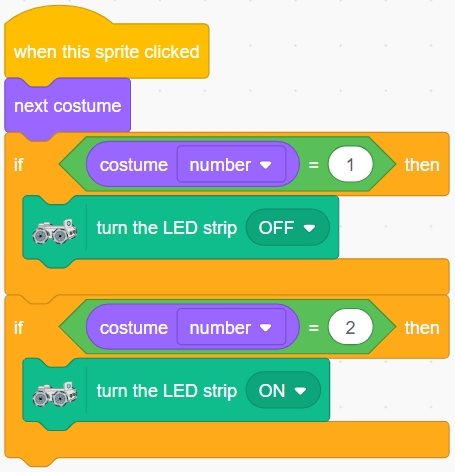 when this sprite clicked
next costume
if costume number = 1 then
turn the LED strip OFF
if costume number = 2 then
turn the LED strip ON